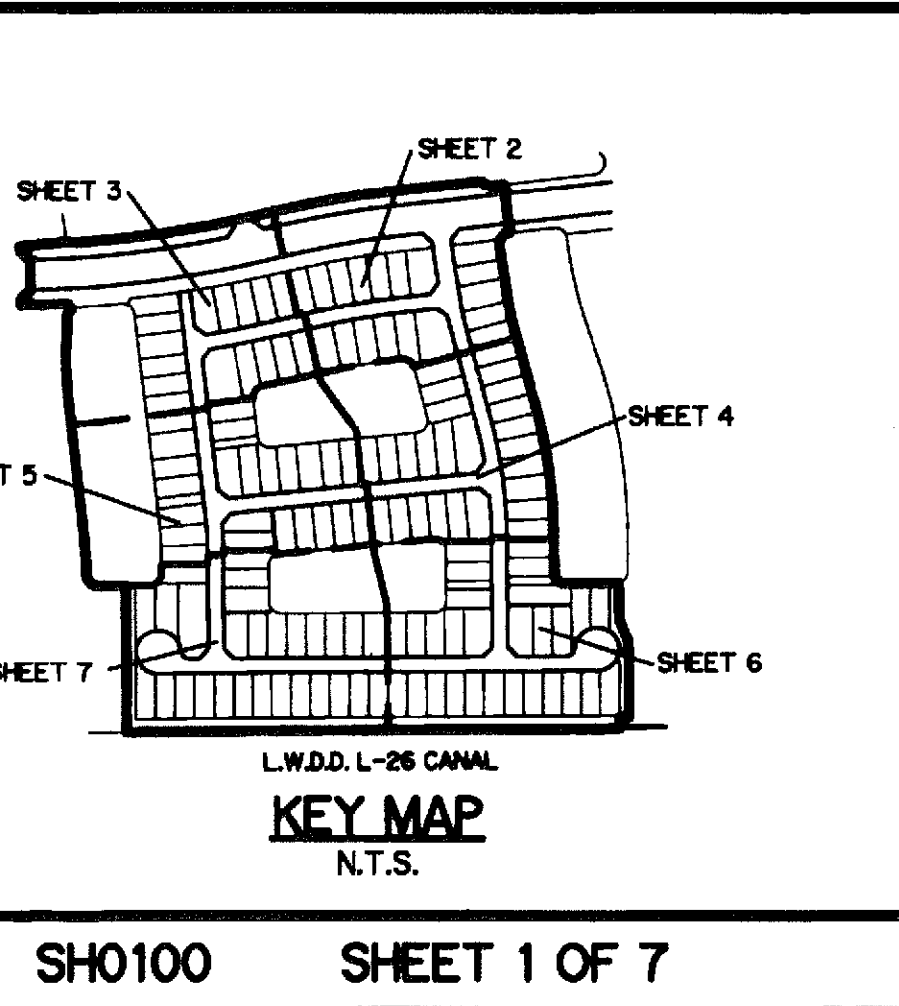 SHEET 2
SHEET 3
SHEET 4
T 5
SHEET 6
SHEET 7
L.W.D.D. L-26 CANAL
KEY MAP
N.T.S.
SH0100 SHEET 1 OF 7